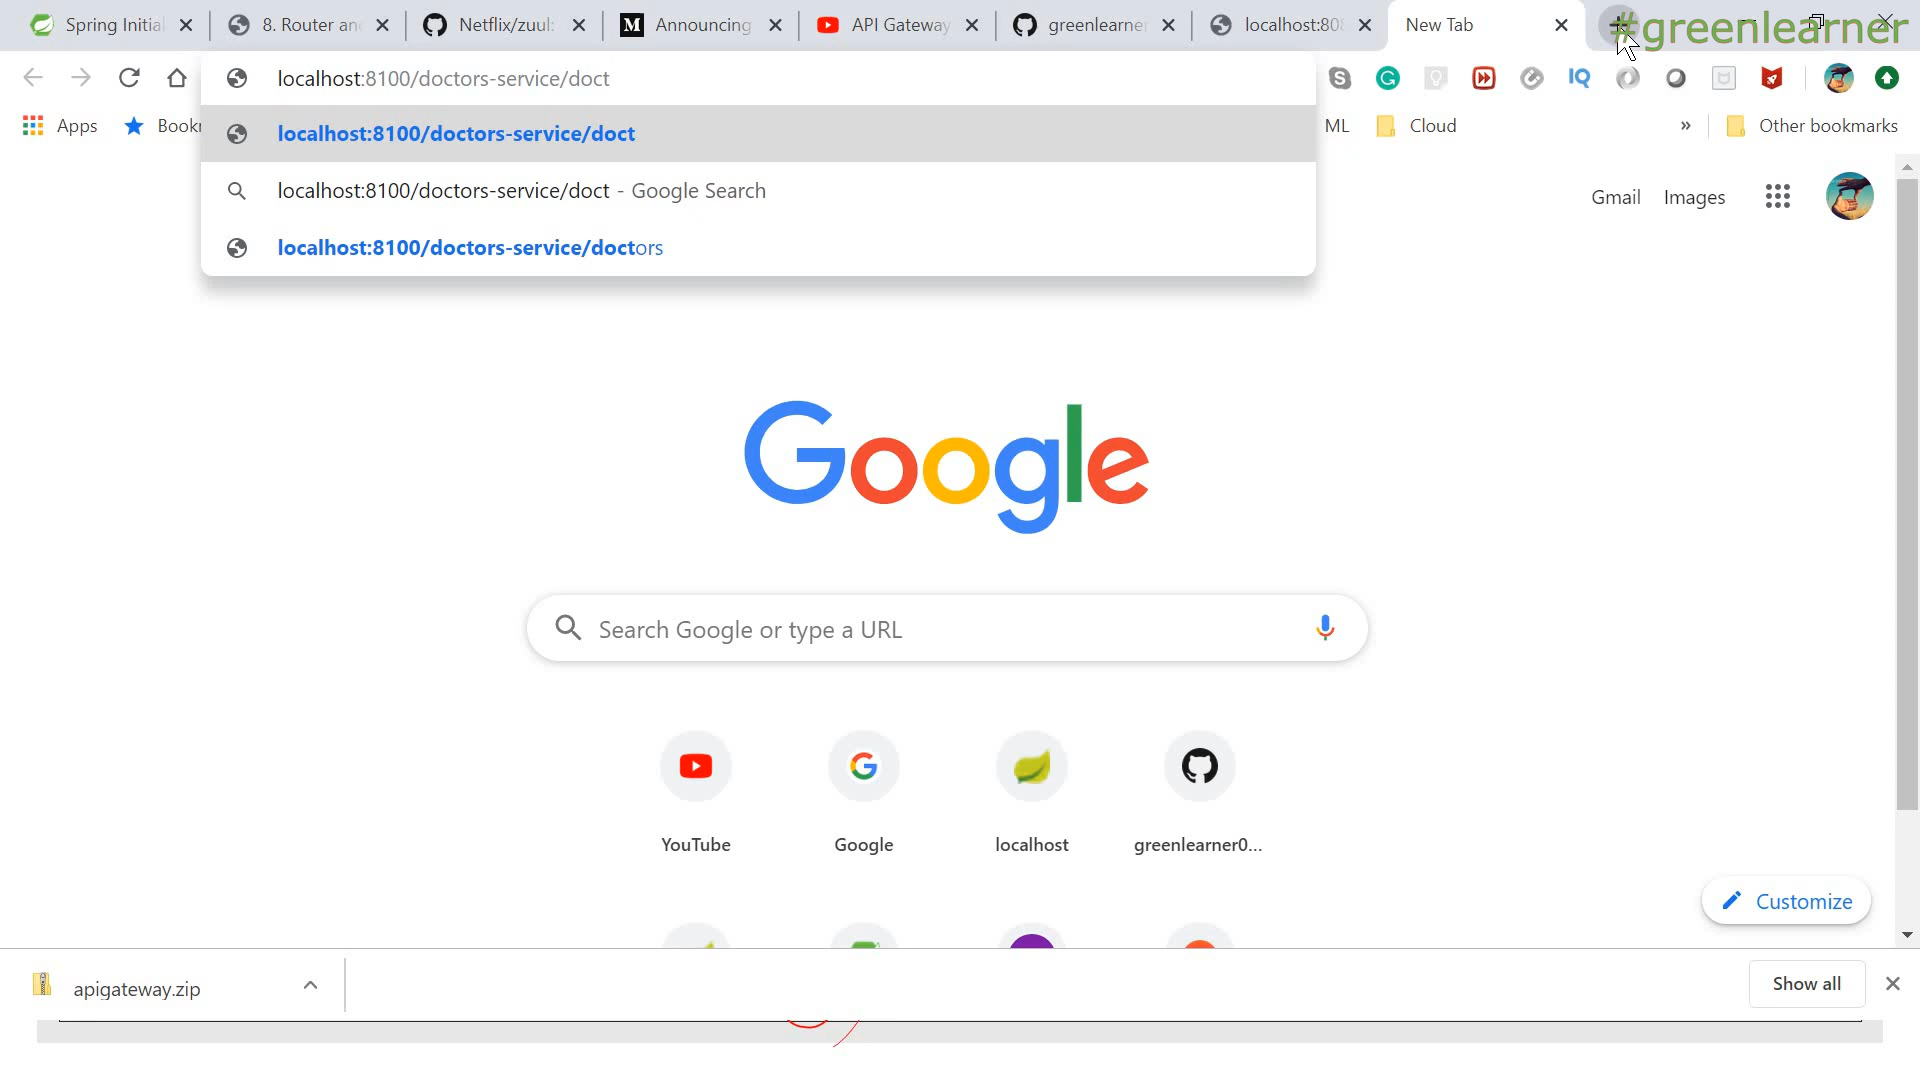 Spring Initial
8. Router an
Netflix/zuul:
Announcing
API Gateway
greenlearner
localhost:808
New Tab
#greenlearner
localhost:8100/doctors-service/doct
localhost:8100/doctors-service/doct
localhost:8100/doctors-service/doct - Google Search
localhost:8100/doctors-service/doctors
Apps
Bookr
ML
Cloud
»
Other bookmarks
Gmail
Images
Google
Search Google or type a URL
YouTube
Google
localhost
greenlearner0...
Customize
apigateway.zip
Show all